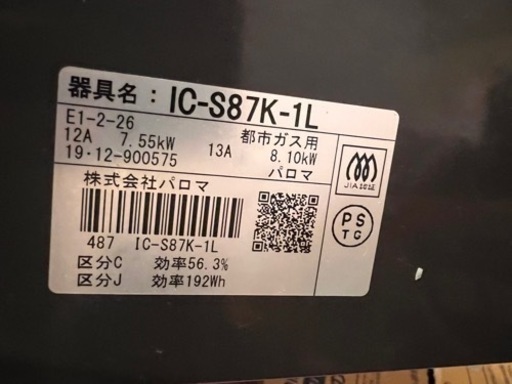 器具名：IC-S87K-1L
E1-2-26 都市ガス用
12A 7.55kW 13A 8.10kW
19･12-900575 パロマ
株式会社パロマ
487 IC-S87K-1L
区分C 効率56.3%
区分J 効率192Wh
JIA
PS
TG